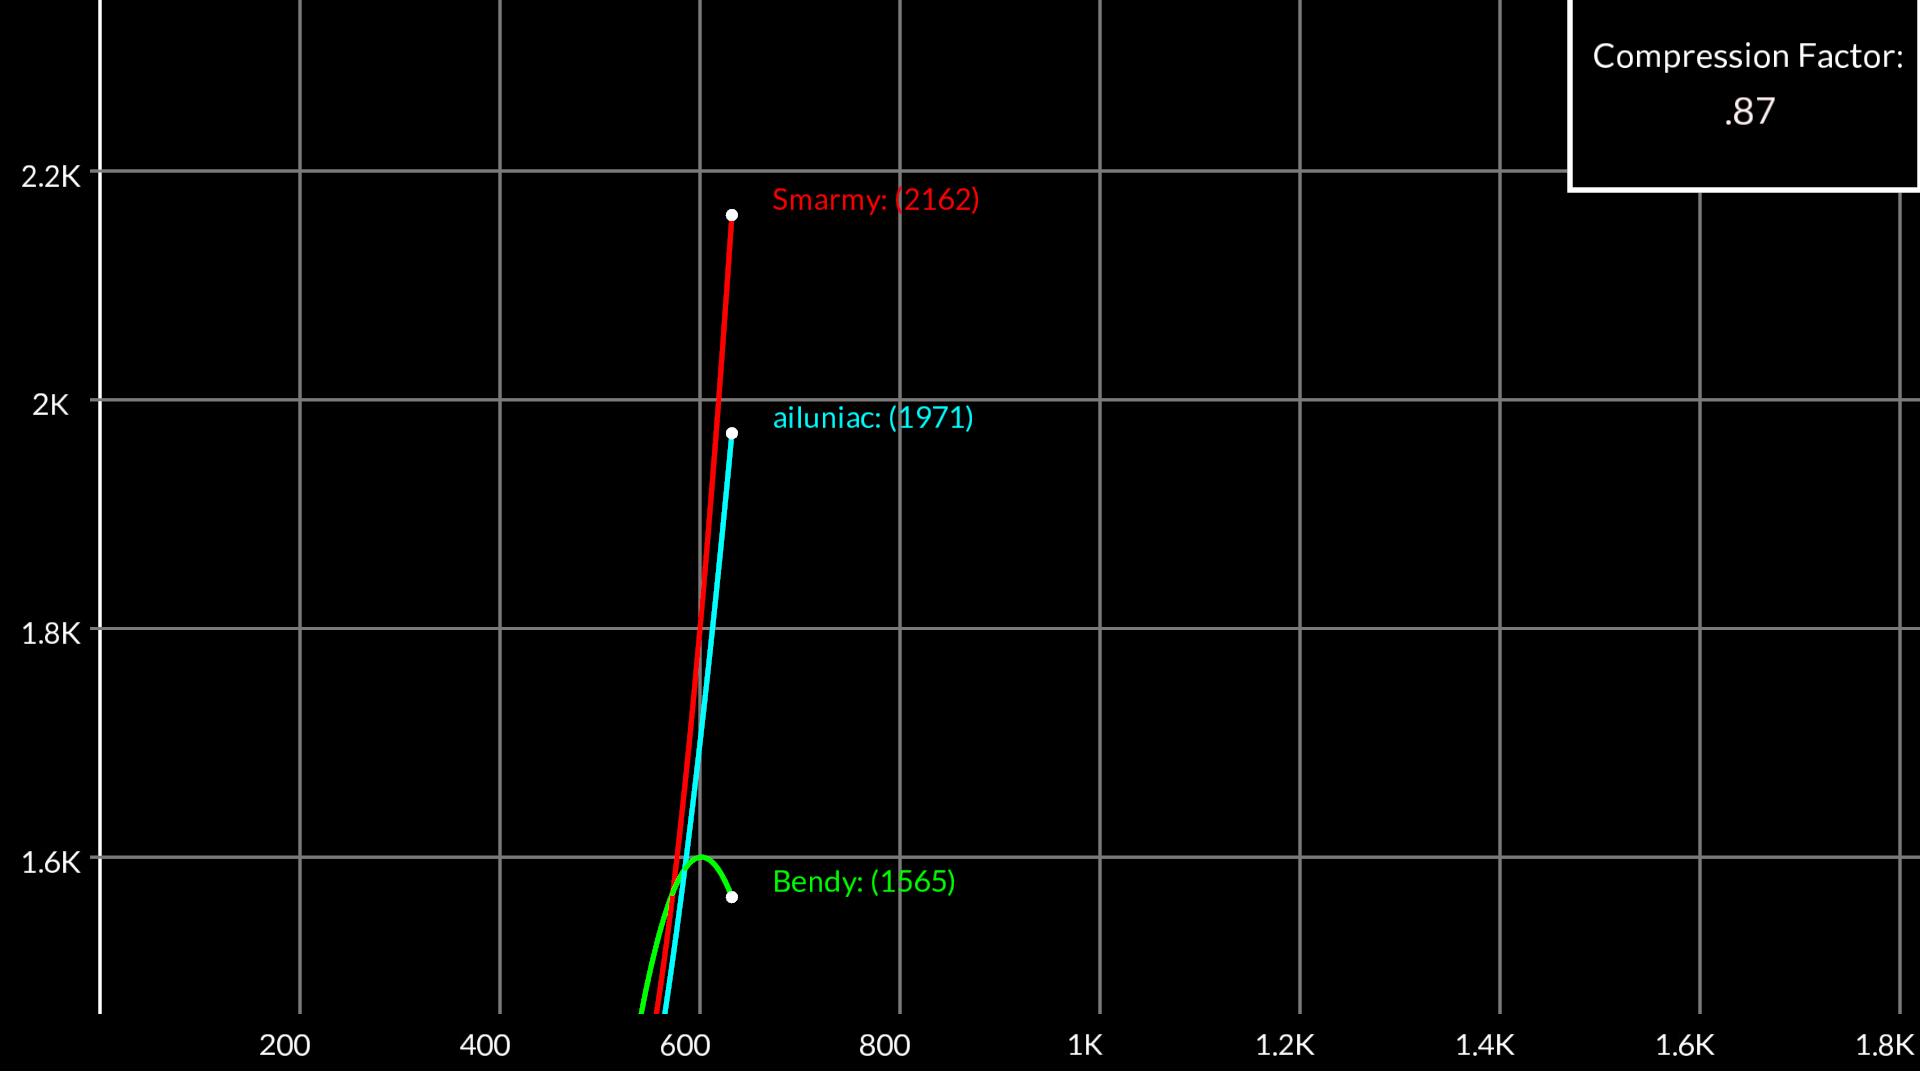 Compression Factor:
.87
2.2K
Smarmy: (2162)
2K
ailuniac: (1971)
1.8K
1.6K
Bendy: (1565)
200 400 600 800 1K 1.2K 1.4K 1.6K 1.8K